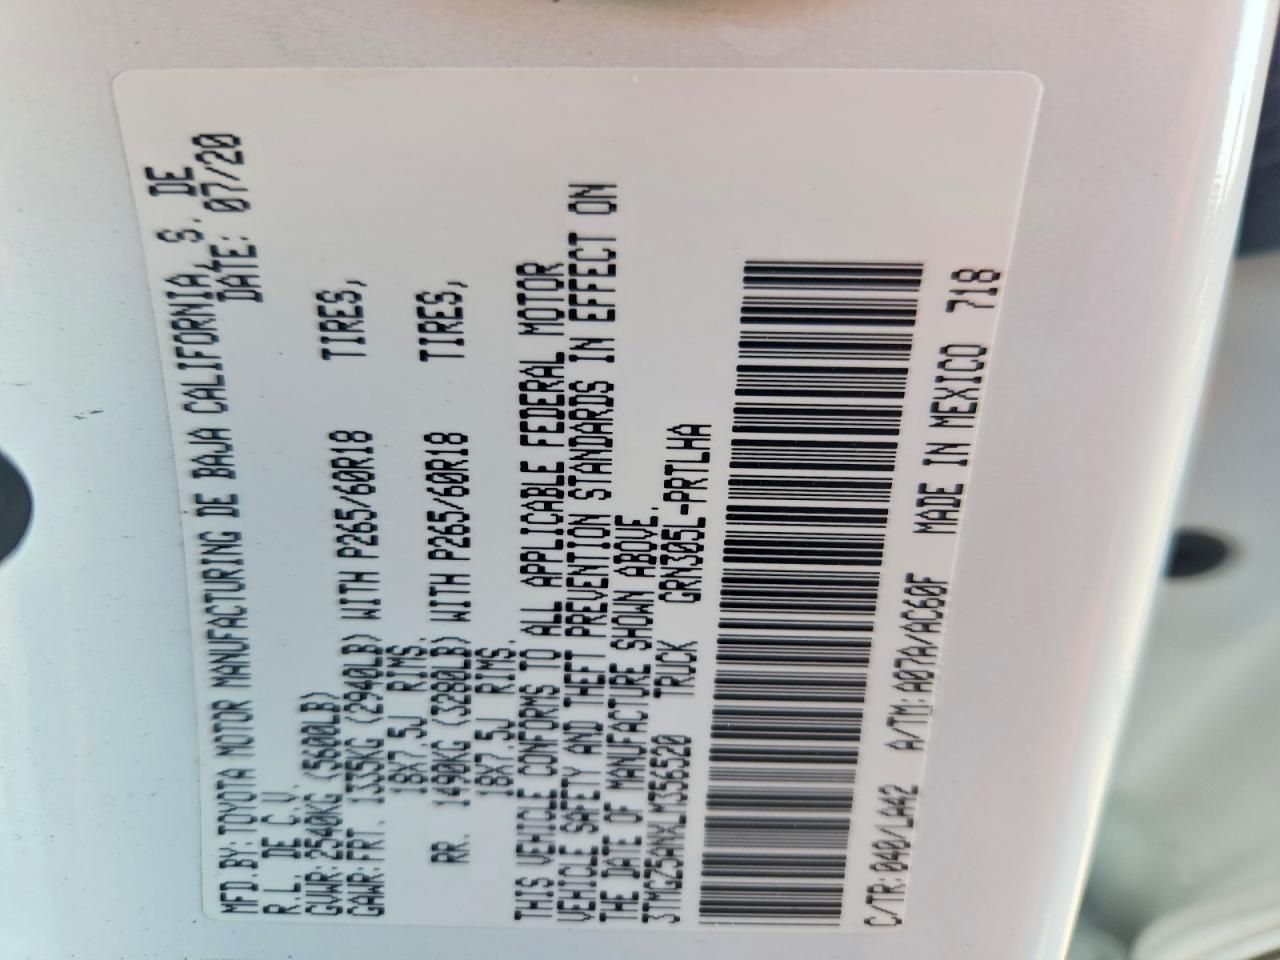 MFD.BY:TOYOTA MOTOR MANUFACTURING DE BAJA CALIFORNIA, S. DE
R.L. DE C.V. DATE: 07/20
GVWR:2540KG (5600LB)
GAWR:FRT. 1335KG (2940LB) WITH P265/60R18 TIRES,
18X7.5J RIMS.
RR. 1490KG (3280LB) WITH P265/60R18 TIRES,
18X7.5J RIMS.
THIS VEHICLE CONFORMS TO ALL APPLICABLE FEDERAL MOTOR
VEHICLE SAFETY AND THEFT PREVENTION STANDARDS IN EFFECT ON
THE DATE OF MANUFACTURE SHOWN ABOVE.
3TMGZ5ANXLM356520 TRUCK GRN305L-PRTLHA
C/TR:040/LA42 A/TM:A07A/AC60F MADE IN MEXICO 718